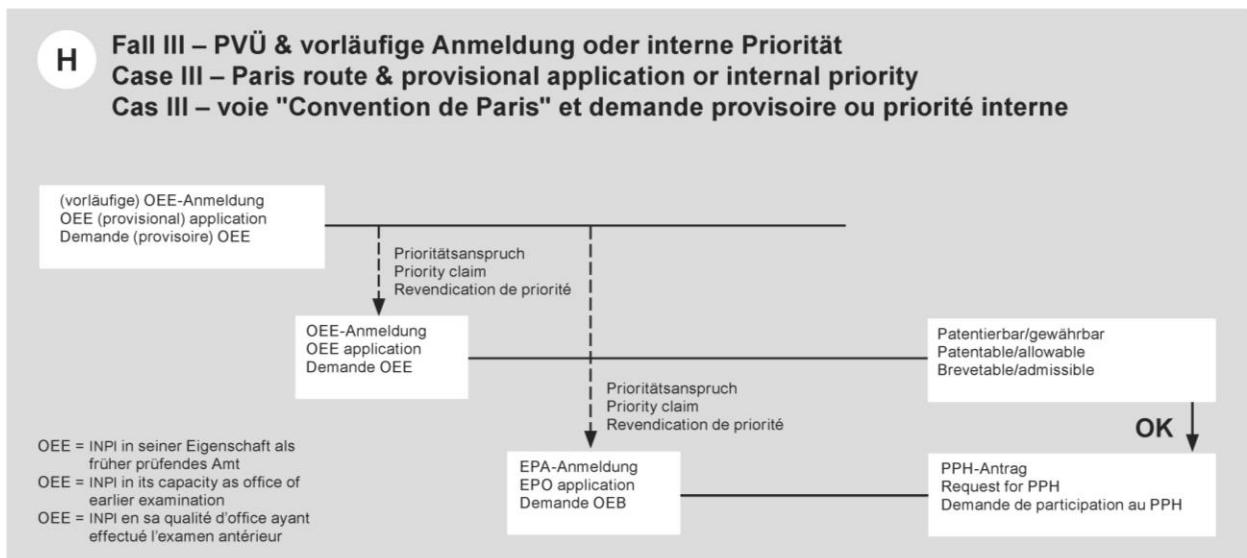 H
Fall III – PVÜ & vorläufige Anmeldung oder interne Priorität
Case III – Paris route & provisional application or internal priority
Cas III – voie "Convention de Paris" et demande provisoire ou priorité interne
(vorläufige) OEE-Anmeldung
OEE (provisional) application
Demande (provisoire) OEE
Prioritätsanspruch
Priority claim
Revendication de priorité
OEE-Anmeldung
OEE application
Demande OEE
Patentierbar/gewährbar
Patentable/allowable
Brevetable/admissible
Prioritätsanspruch
Priority claim
Revendication de priorité
OK
OEE = INPI in seiner Eigenschaft als
früher prüfendes Amt
OEE = INPI in its capacity as office of
earlier examination
OEE = INPI en sa qualité d'office ayant
effectué l'examen antérieur
EPA-Anmeldung
EPO application
Demande OEB
PPH-Antrag
Request for PPH
Demande de participation au PPH